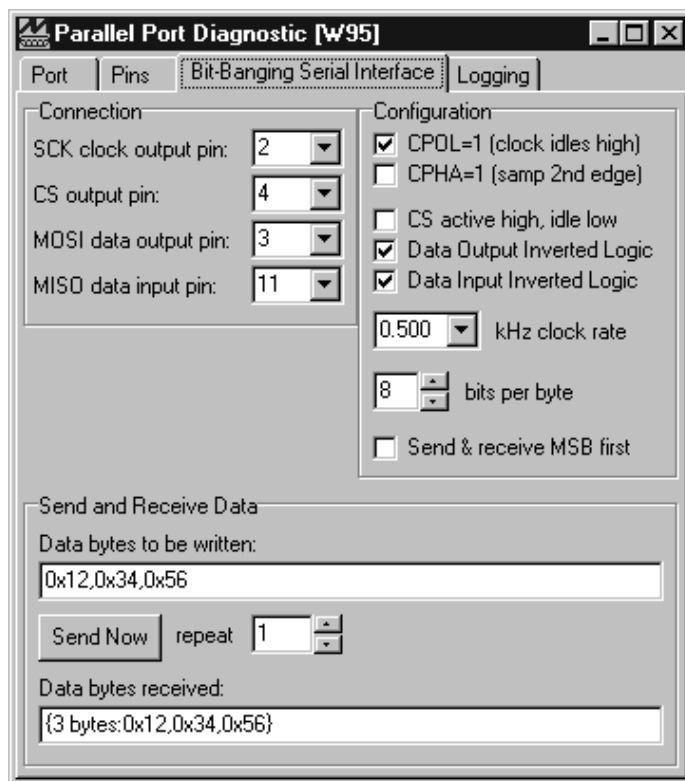 Parallel Port Diagnostic [W95]
Port Pins Bit-Banging Serial Interface Logging
Connection
SCK clock output pin: 2
CS output pin: 4
MOSI data output pin: 3
MISO data input pin: 11
Configuration
CPOL=1 (clock idles high)
CPHA=1 (samp 2nd edge)
CS active high, idle low
Data Output Inverted Logic
Data Input Inverted Logic
0.500 kHz clock rate
8 bits per byte
Send & receive MSB first
Send and Receive Data
Data bytes to be written:
0x12,0x34,0x56
Send Now repeat 1
Data bytes received:
{3 bytes:0x12,0x34,0x56}